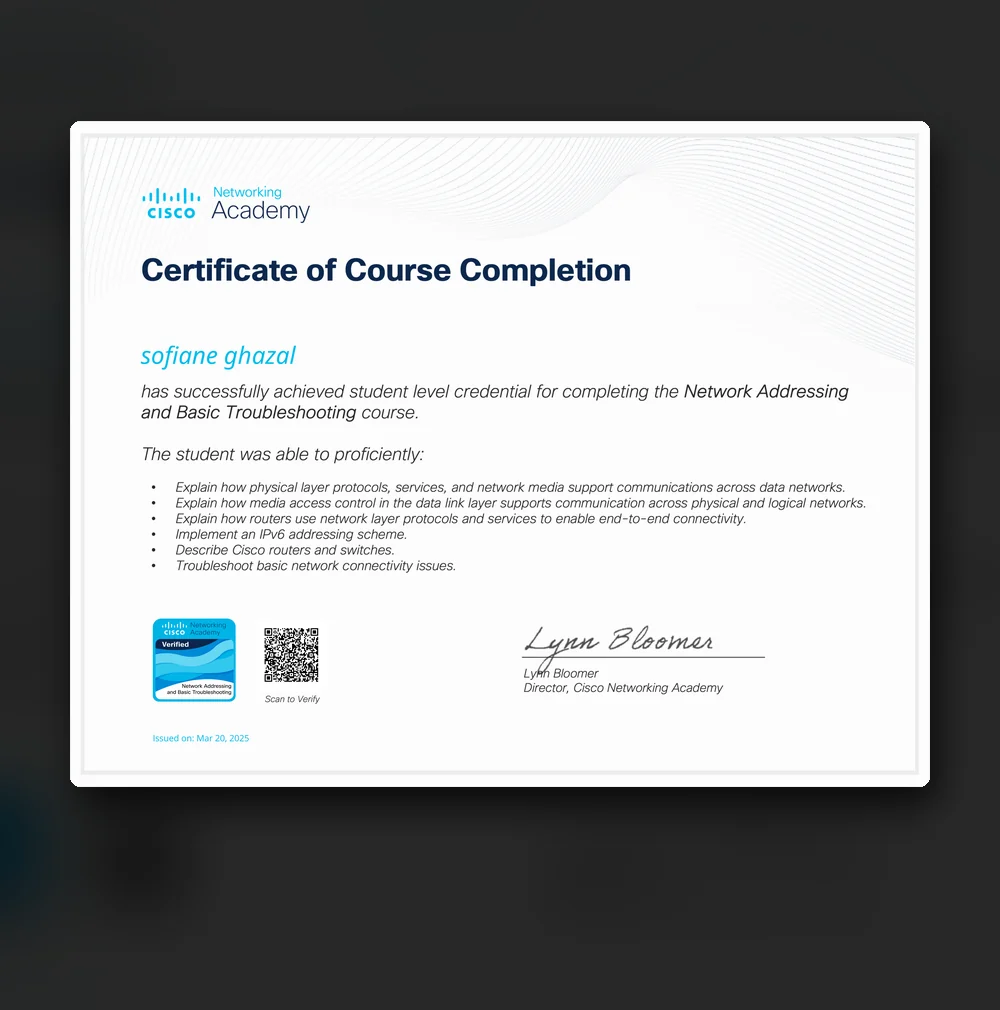 Networking
CISCO Academy
Certificate of Course Completion
sofiane ghazal
has successfully achieved student level credential for completing the Network Addressing
and Basic Troubleshooting course.
The student was able to proficiently:
• Explain how physical layer protocols, services, and network media support communications across data networks.
• Explain how media access control in the data link layer supports communication across physical and logical networks.
• Explain how routers use network layer protocols and services to enable end-to-end connectivity.
• Implement an IPv6 addressing scheme.
• Describe Cisco routers and switches.
• Troubleshoot basic network connectivity issues.
CISCO Networking
Academy
Verified
Network Addressing
and Basic Troubleshooting
Scan to Verify
Lynn Bloomer
Lynn Bloomer
Director, Cisco Networking Academy
Issued on: Mar 20, 2025